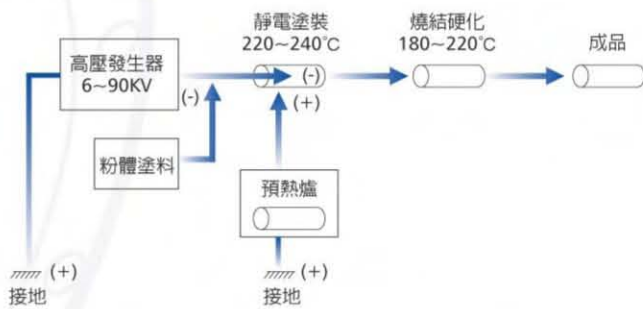 靜電塗裝
220~240℃
燒結硬化
180~220℃
成品
高壓發生器
6~90KV
(-)
(-)
(+)
粉體塗料
預熱爐
(+)
接地
(+)
接地